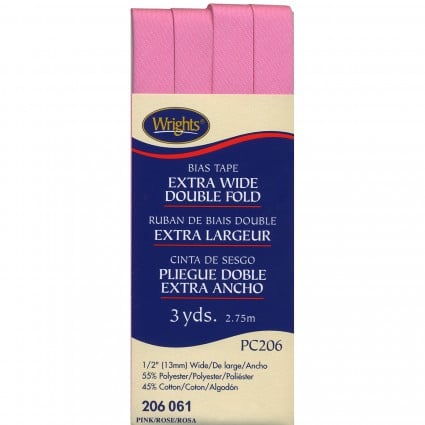 Wrights®
BIAS TAPE
EXTRA WIDE
DOUBLE FOLD
RUBAN DE BIAIS DOUBLE
EXTRA LARGEUR
CINTA DE SESGO
PLIEGUE DOBLE
EXTRA ANCHO
3 yds. 2.75m
PC206
1/2" (13mm) Wide/De large/Ancho
55% Polyester/Polyester/Poliéster
45% Cotton/Coton/Algodón
206 061
PINK/ROSE/ROSA